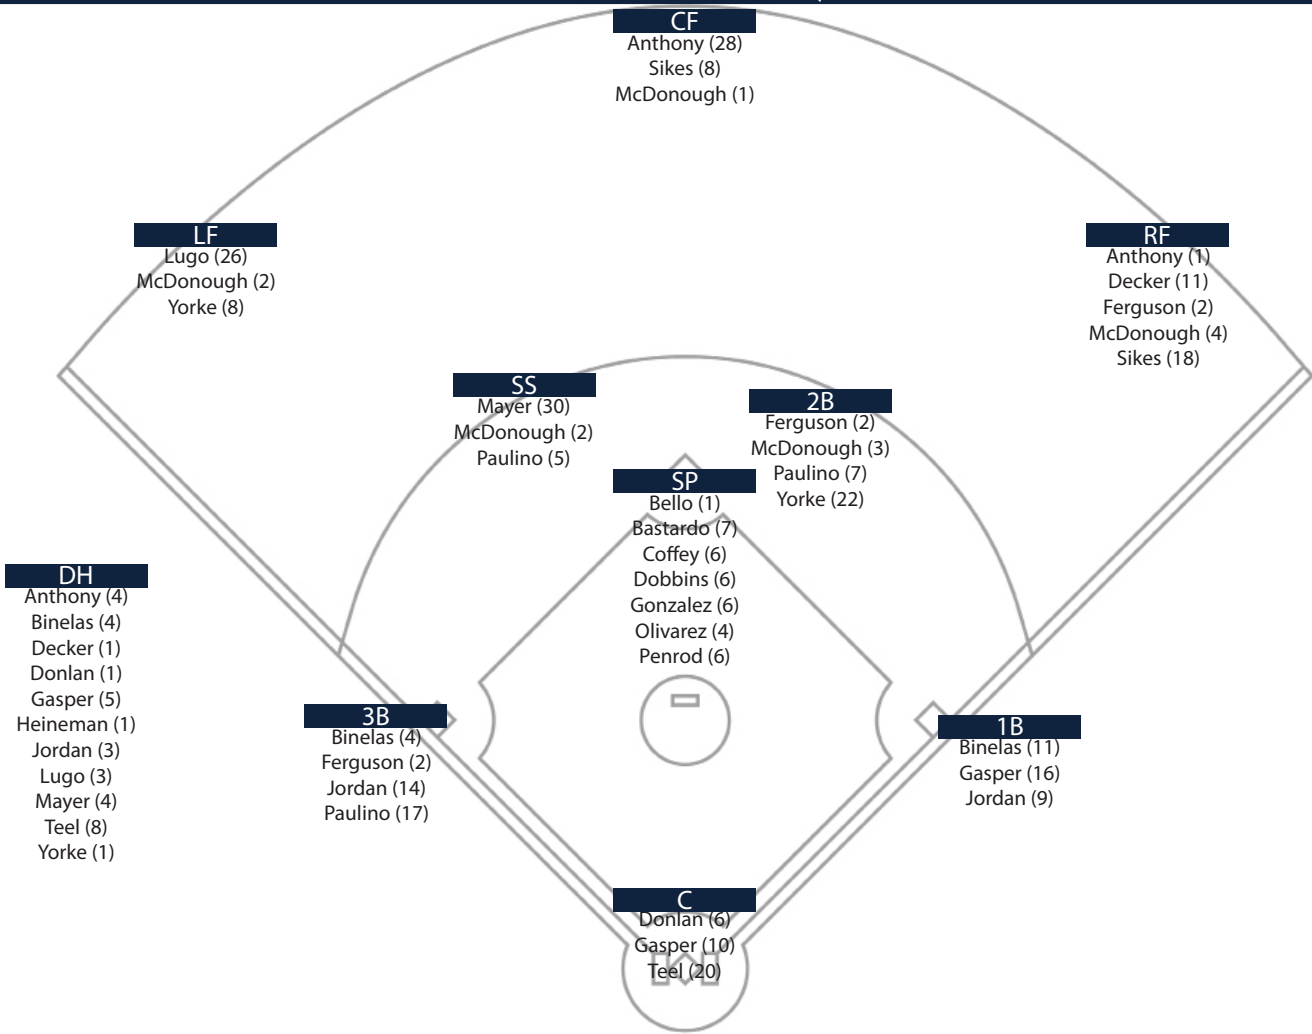 CF
Anthony (28)
Sikes (8)
McDonough (1)
LF
Lugo (26)
McDonough (2)
Yorke (8)
RF
Anthony (1)
Decker (11)
Ferguson (2)
McDonough (4)
Sikes (18)
SS
Mayer (30)
McDonough (2)
Paulino (5)
2B
Ferguson (2)
McDonough (3)
Paulino (7)
Yorke (22)
SP
Bello (1)
Bastardo (7)
Coffey (6)
Dobbins (6)
Gonzalez (6)
Olivarez (4)
Penrod (6)
DH
Anthony (4)
Binelas (4)
Decker (1)
Donlan (1)
Gasper (5)
Heineman (1)
Jordan (3)
Lugo (3)
Mayer (4)
Teel (8)
Yorke (1)
3B
Binelas (4)
Ferguson (2)
Jordan (14)
Paulino (17)
1B
Binelas (11)
Gasper (16)
Jordan (9)
C
Donlan (6)
Gasper (10)
Teel (20)